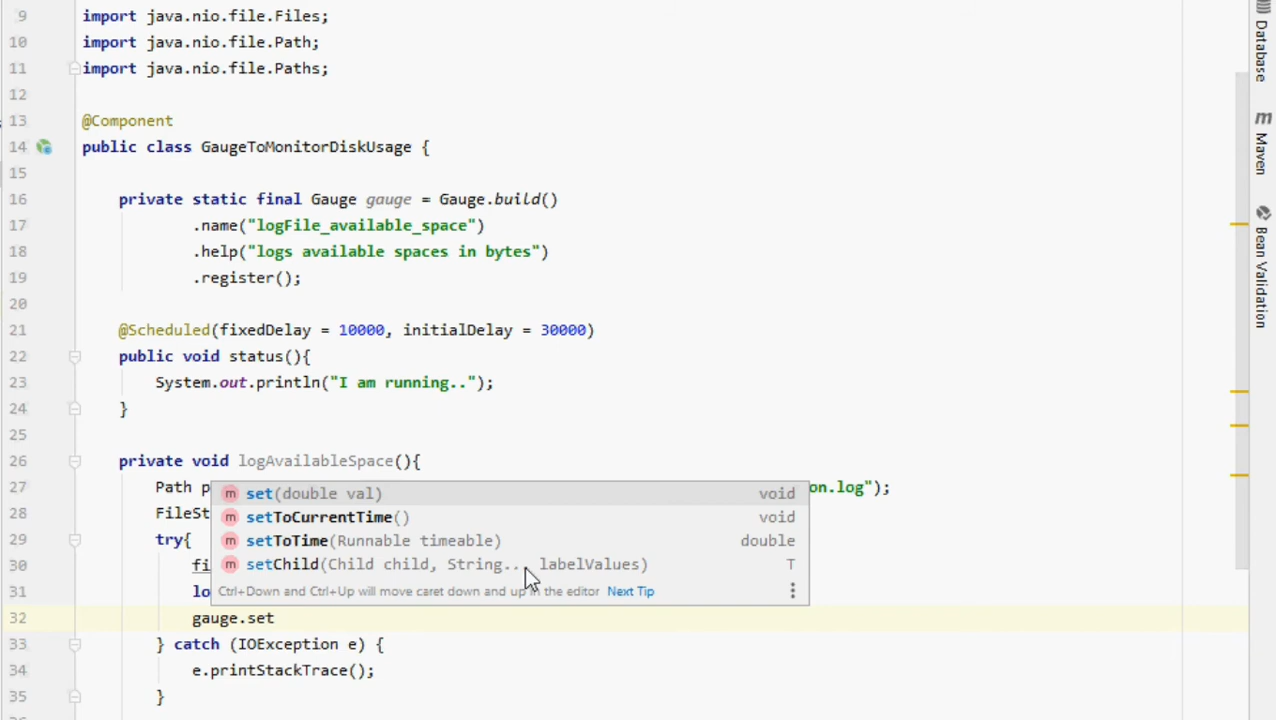 9 import java.nio.file.Files;
10 import java.nio.file.Path;
11 import java.nio.file.Paths;
12
13 @Component
14 public class GaugeToMonitorDiskUsage {
15
16 private static final Gauge gauge = Gauge.build()
17 .name("logFile_available_space")
18 .help("logs available spaces in bytes")
19 .register();
20
21 @Scheduled(fixedDelay = 10000, initialDelay = 30000)
22 public void status(){
23 System.out.println("I am running..");
24 }
25
26 private void logAvailableSpace(){
27 Path p on.log");
set(double val) void
28 FileSt
setToCurrentTime() void
29 try{
setToTime(Runnable timeable) double
30 fi
setChild(Child child, String... labelValues) T
31 lo
Ctrl+Down and Ctrl+Up will move caret down and up in the editor Next Tip
32 gauge.set
33 } catch (IOException e) {
34 e.printStackTrace();
35 }
Database
Maven
Bean Validation